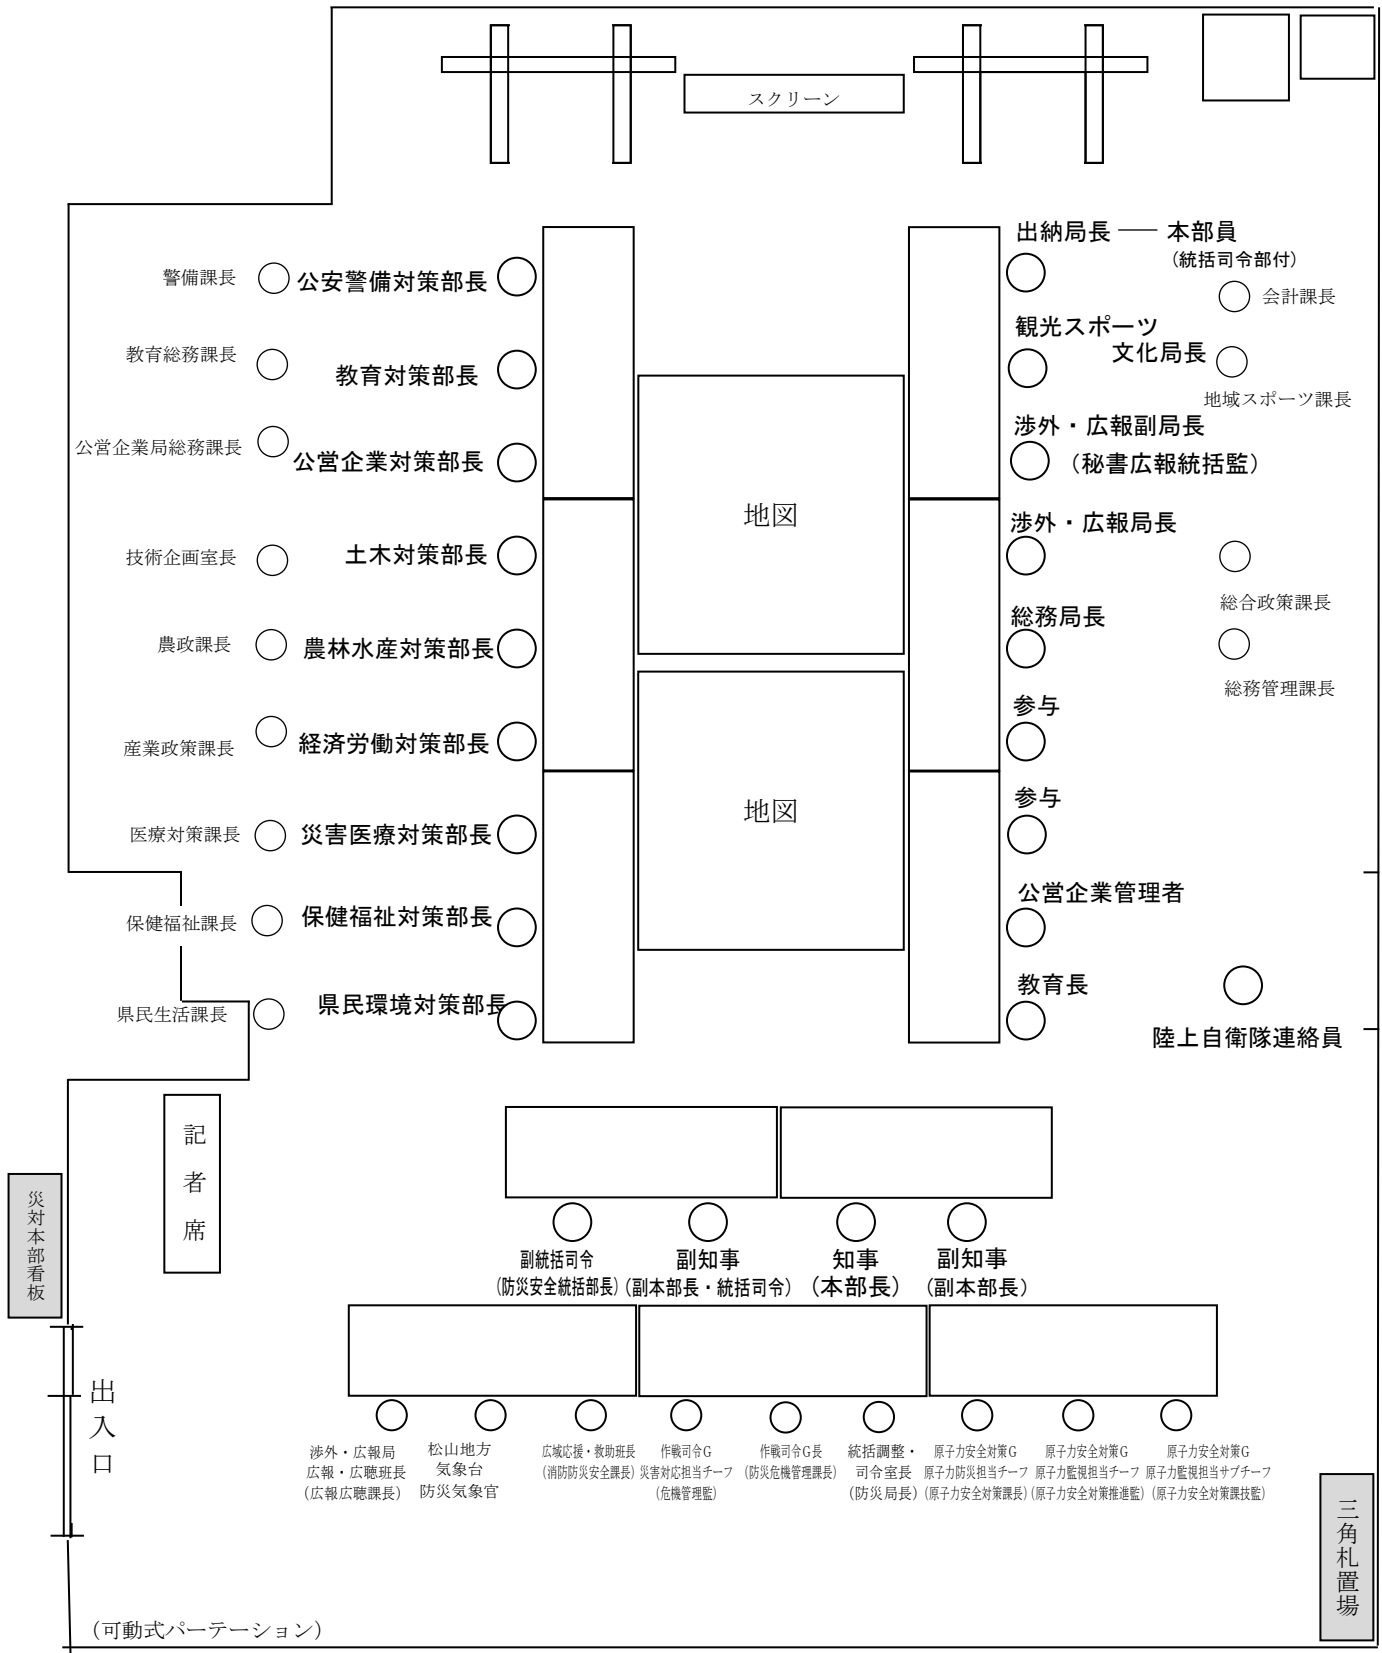 スクリーン
出納局長 ── 本部員
(統括司令部付)
警備課長
公安警備対策部長
会計課長
観光スポーツ
文化局長
教育総務課長
教育対策部長
地域スポーツ課長
渉外・広報副局長
(秘書広報統括監)
公営企業局総務課長
公営企業対策部長
地図
渉外・広報局長
技術企画室長
土木対策部長
総合政策課長
総務局長
農政課長
農林水産対策部長
総務管理課長
参与
産業政策課長
経済労働対策部長
参与
地図
医療対策課長
災害医療対策部長
公営企業管理者
保健福祉課長
保健福祉対策部長
教育長
県民生活課長
県民環境対策部長
陸上自衛隊連絡員
記者席
災対本部看板
副統括司令
(防災安全統括部長)
副知事
(副本部長・統括司令)
知事
(本部長)
副知事
(副本部長)
出入口
渉外・広報局
広報・広聴班長
(広報広聴課長)
松山地方
気象台
防災気象官
広域応援・救助班長
(消防防災安全課長)
作戦司令G
災害対応担当チーフ
(危機管理監)
作戦司令G長
(防災危機管理課長)
統括調整・
司令室長
(防災局長)
原子力安全対策G
原子力防災担当チーフ
(原子力安全対策課長)
原子力安全対策G
原子力監視担当チーフ
(原子力安全対策推進監)
原子力安全対策G
原子力監視担当サブチーフ
(原子力安全対策課技監)
三角札置場
(可動式パーテーション)